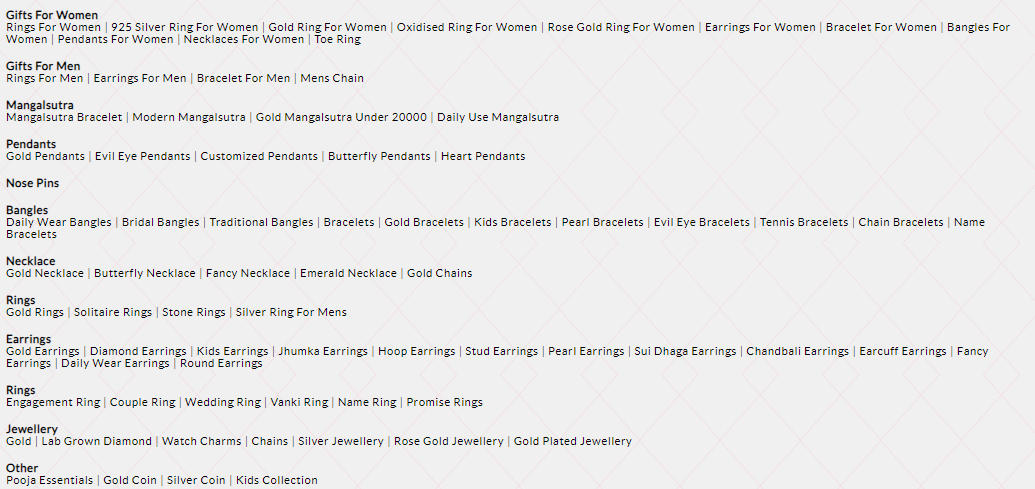 Gifts For Women
Rings For Women | 925 Silver Ring For Women | Gold Ring For Women | Oxidised Ring For Women | Rose Gold Ring For Women | Earrings For Women | Bracelet For Women | Bangles For
Women | Pendants For Women | Necklaces For Women | Toe Ring
Gifts For Men
Rings For Men | Earrings For Men | Bracelet For Men | Mens Chain
Mangalsutra
Mangalsutra Bracelet | Modern Mangalsutra | Gold Mangalsutra Under 20000 | Daily Use Mangalsutra
Pendants
Gold Pendants | Evil Eye Pendants | Customized Pendants | Butterfly Pendants | Heart Pendants
Nose Pins
Bangles
Daily Wear Bangles | Bridal Bangles | Traditional Bangles | Bracelets | Gold Bracelets | Kids Bracelets | Pearl Bracelets | Evil Eye Bracelets | Tennis Bracelets | Chain Bracelets | Name
Bracelets
Necklace
Gold Necklace | Butterfly Necklace | Fancy Necklace | Emerald Necklace | Gold Chains
Rings
Gold Rings | Solitaire Rings | Stone Rings | Silver Ring For Mens
Earrings
Gold Earrings | Diamond Earrings | Kids Earrings | Jhumka Earrings | Hoop Earrings | Stud Earrings | Pearl Earrings | Sui Dhaga Earrings | Chandbali Earrings | Earcuff Earrings | Fancy
Earrings | Daily Wear Earrings | Round Earrings
Rings
Engagement Ring | Couple Ring | Wedding Ring | Vanki Ring | Name Ring | Promise Rings
Jewellery
Gold | Lab Grown Diamond | Watch Charms | Chains | Silver Jewellery | Rose Gold Jewellery | Gold Plated Jewellery
Other
Pooja Essentials | Gold Coin | Silver Coin | Kids Collection